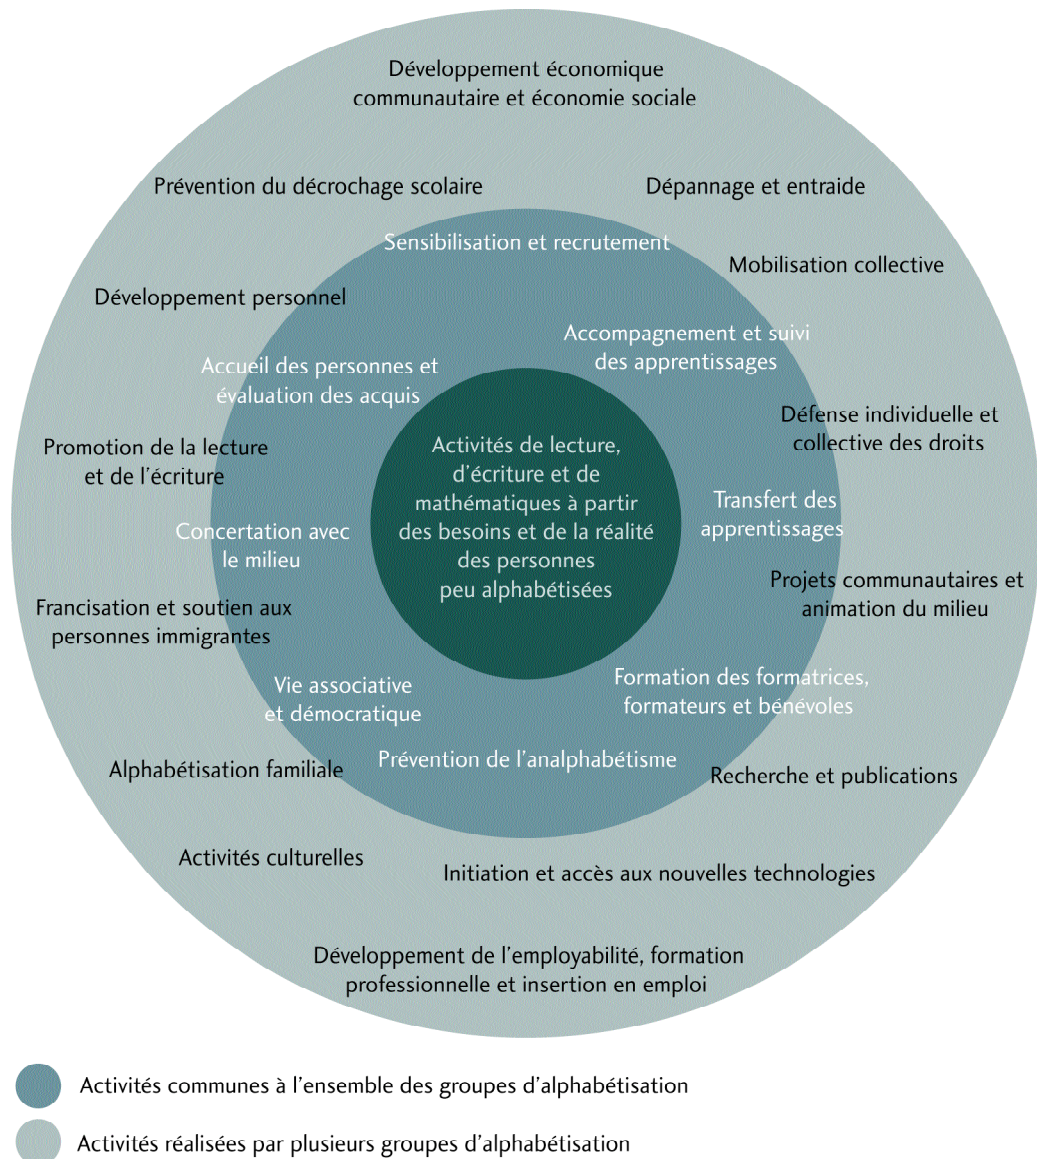 Développement économique
communautaire et économie sociale
Prévention du décrochage scolaire
Dépannage et entraide
Sensibilisation et recrutement
Mobilisation collective
Développement personnel
Accompagnement et suivi
des apprentissages
Accueil des personnes et
évaluation des acquis
Défense individuelle et
collective des droits
Promotion de la lecture
et de l'écriture
Activités de lecture,
d'écriture et de
mathématiques à partir
des besoins et de la réalité
des personnes
peu alphabétisées
Transfert des
apprentissages
Concertation avec
le milieu
Projets communautaires et
animation du milieu
Francisation et soutien aux
personnes immigrantes
Formation des formatrices,
formateurs et bénévoles
Vie associative
et démocratique
Prévention de l'analphabétisme
Alphabétisation familiale
Recherche et publications
Activités culturelles
Initiation et accès aux nouvelles technologies
Développement de l'employabilité, formation
professionnelle et insertion en emploi
Activités communes à l'ensemble des groupes d'alphabétisation
Activités réalisées par plusieurs groupes d'alphabétisation